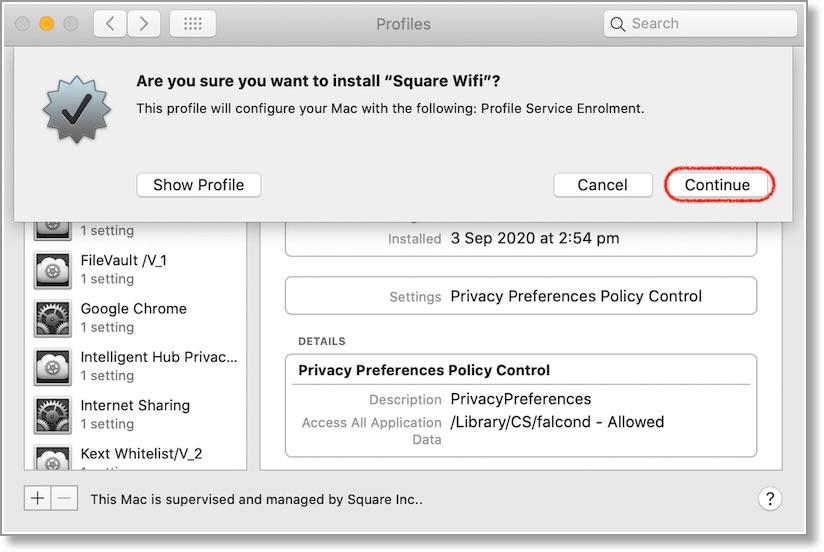 Profiles
Search
Are you sure you want to install “Square Wifi”?
This profile will configure your Mac with the following: Profile Service Enrolment.
Show Profile
Cancel
Continue
1 setting
FileVault /V_1
1 setting
Google Chrome
1 setting
Intelligent Hub Privac...
1 setting
Internet Sharing
1 setting
Kext Whitelist/V_2
Installed 3 Sep 2020 at 2:54 pm
Settings Privacy Preferences Policy Control
DETAILS
Privacy Preferences Policy Control
Description PrivacyPreferences
Access All Application /Library/CS/falcond - Allowed
Data
+ − This Mac is supervised and managed by Square Inc..
?